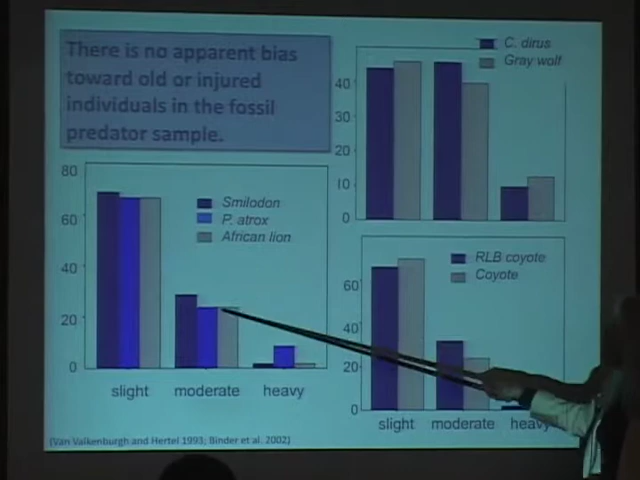 There is no apparent bias
toward old or injured
individuals in the fossil
predator sample.
C. dirus
Gray wolf
40
30
20
10
0
80
60
40
20
0
Smilodon
P. atrox
African lion
slight moderate heavy
RLB coyote
Coyote
60
40
20
0
slight moderate heavy
(Van Valkenburgh and Hertel 1993; Binder et al. 2002)